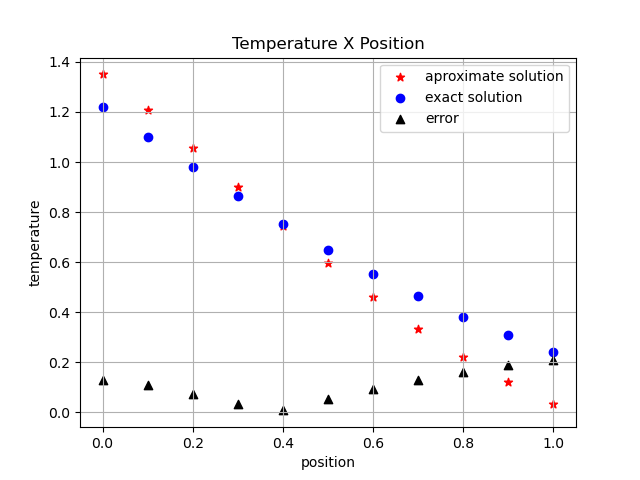 Temperature X Position
aproximate solution
exact solution
error
temperature
1.4
1.2
1.0
0.8
0.6
0.4
0.2
0.0
0.0 0.2 0.4 0.6 0.8 1.0
position